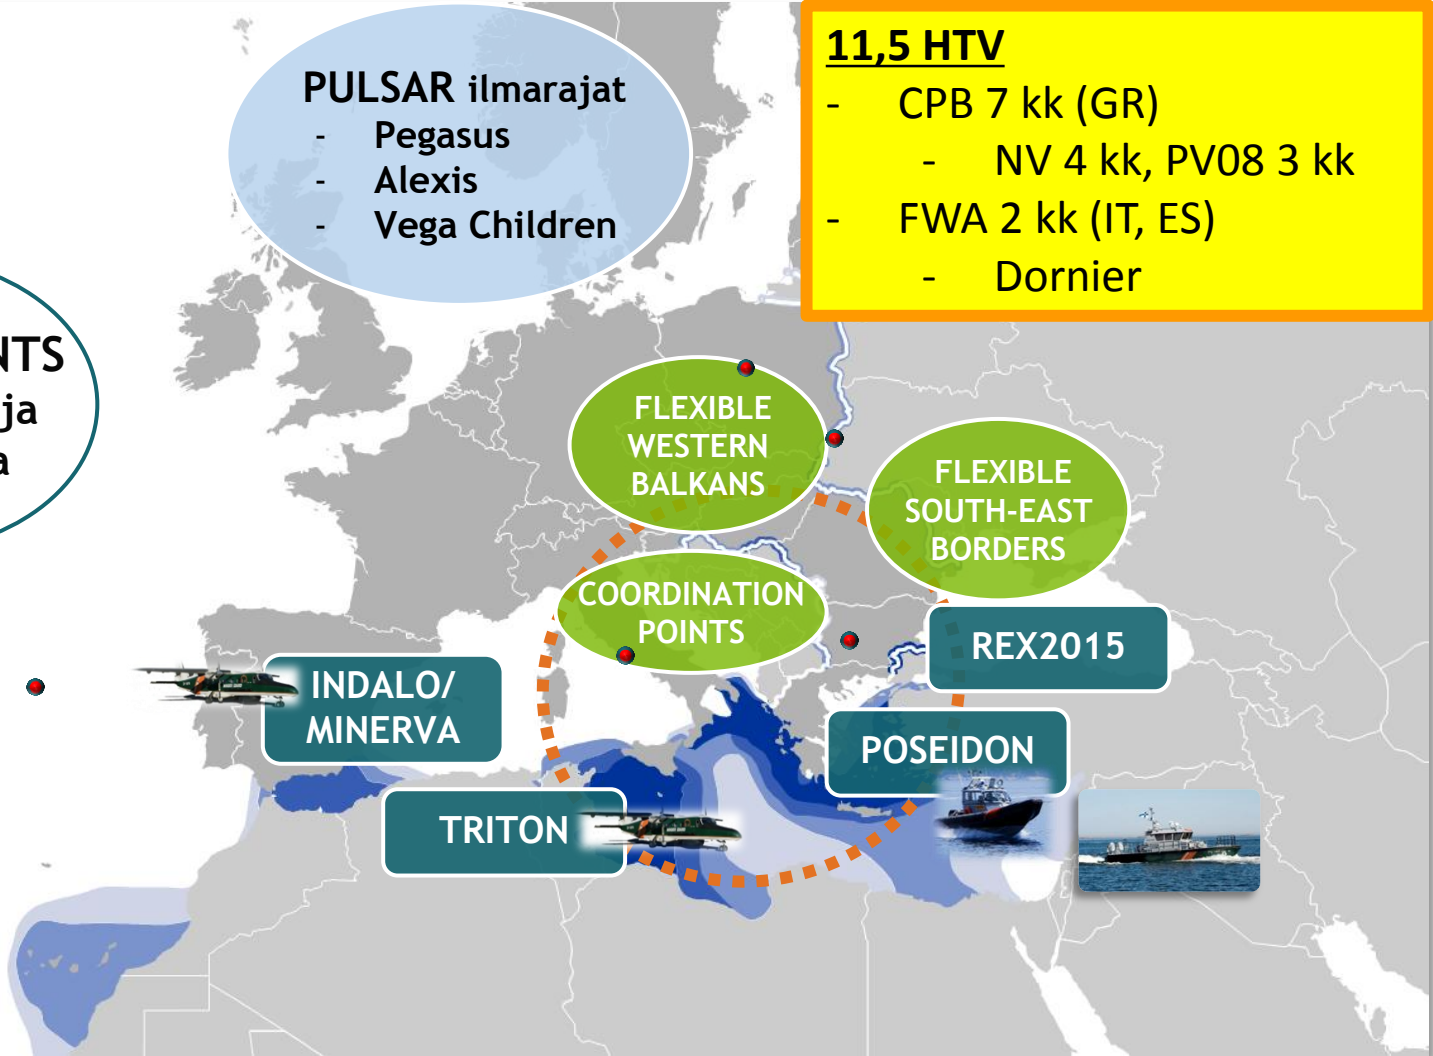 PULSAR ilmarajat
- Pegasus
- Alexis
- Vega Children
11,5 HTV
- CPB 7 kk (GR)
- NV 4 kk, PV08 3 kk
- FWA 2 kk (IT, ES)
- Dornier
NTS
ja
a
FLEXIBLE
WESTERN
BALKANS
FLEXIBLE
SOUTH-EAST
BORDERS
COORDINATION
POINTS
REX2015
INDALO/
MINERVA
POSEIDON
TRITON